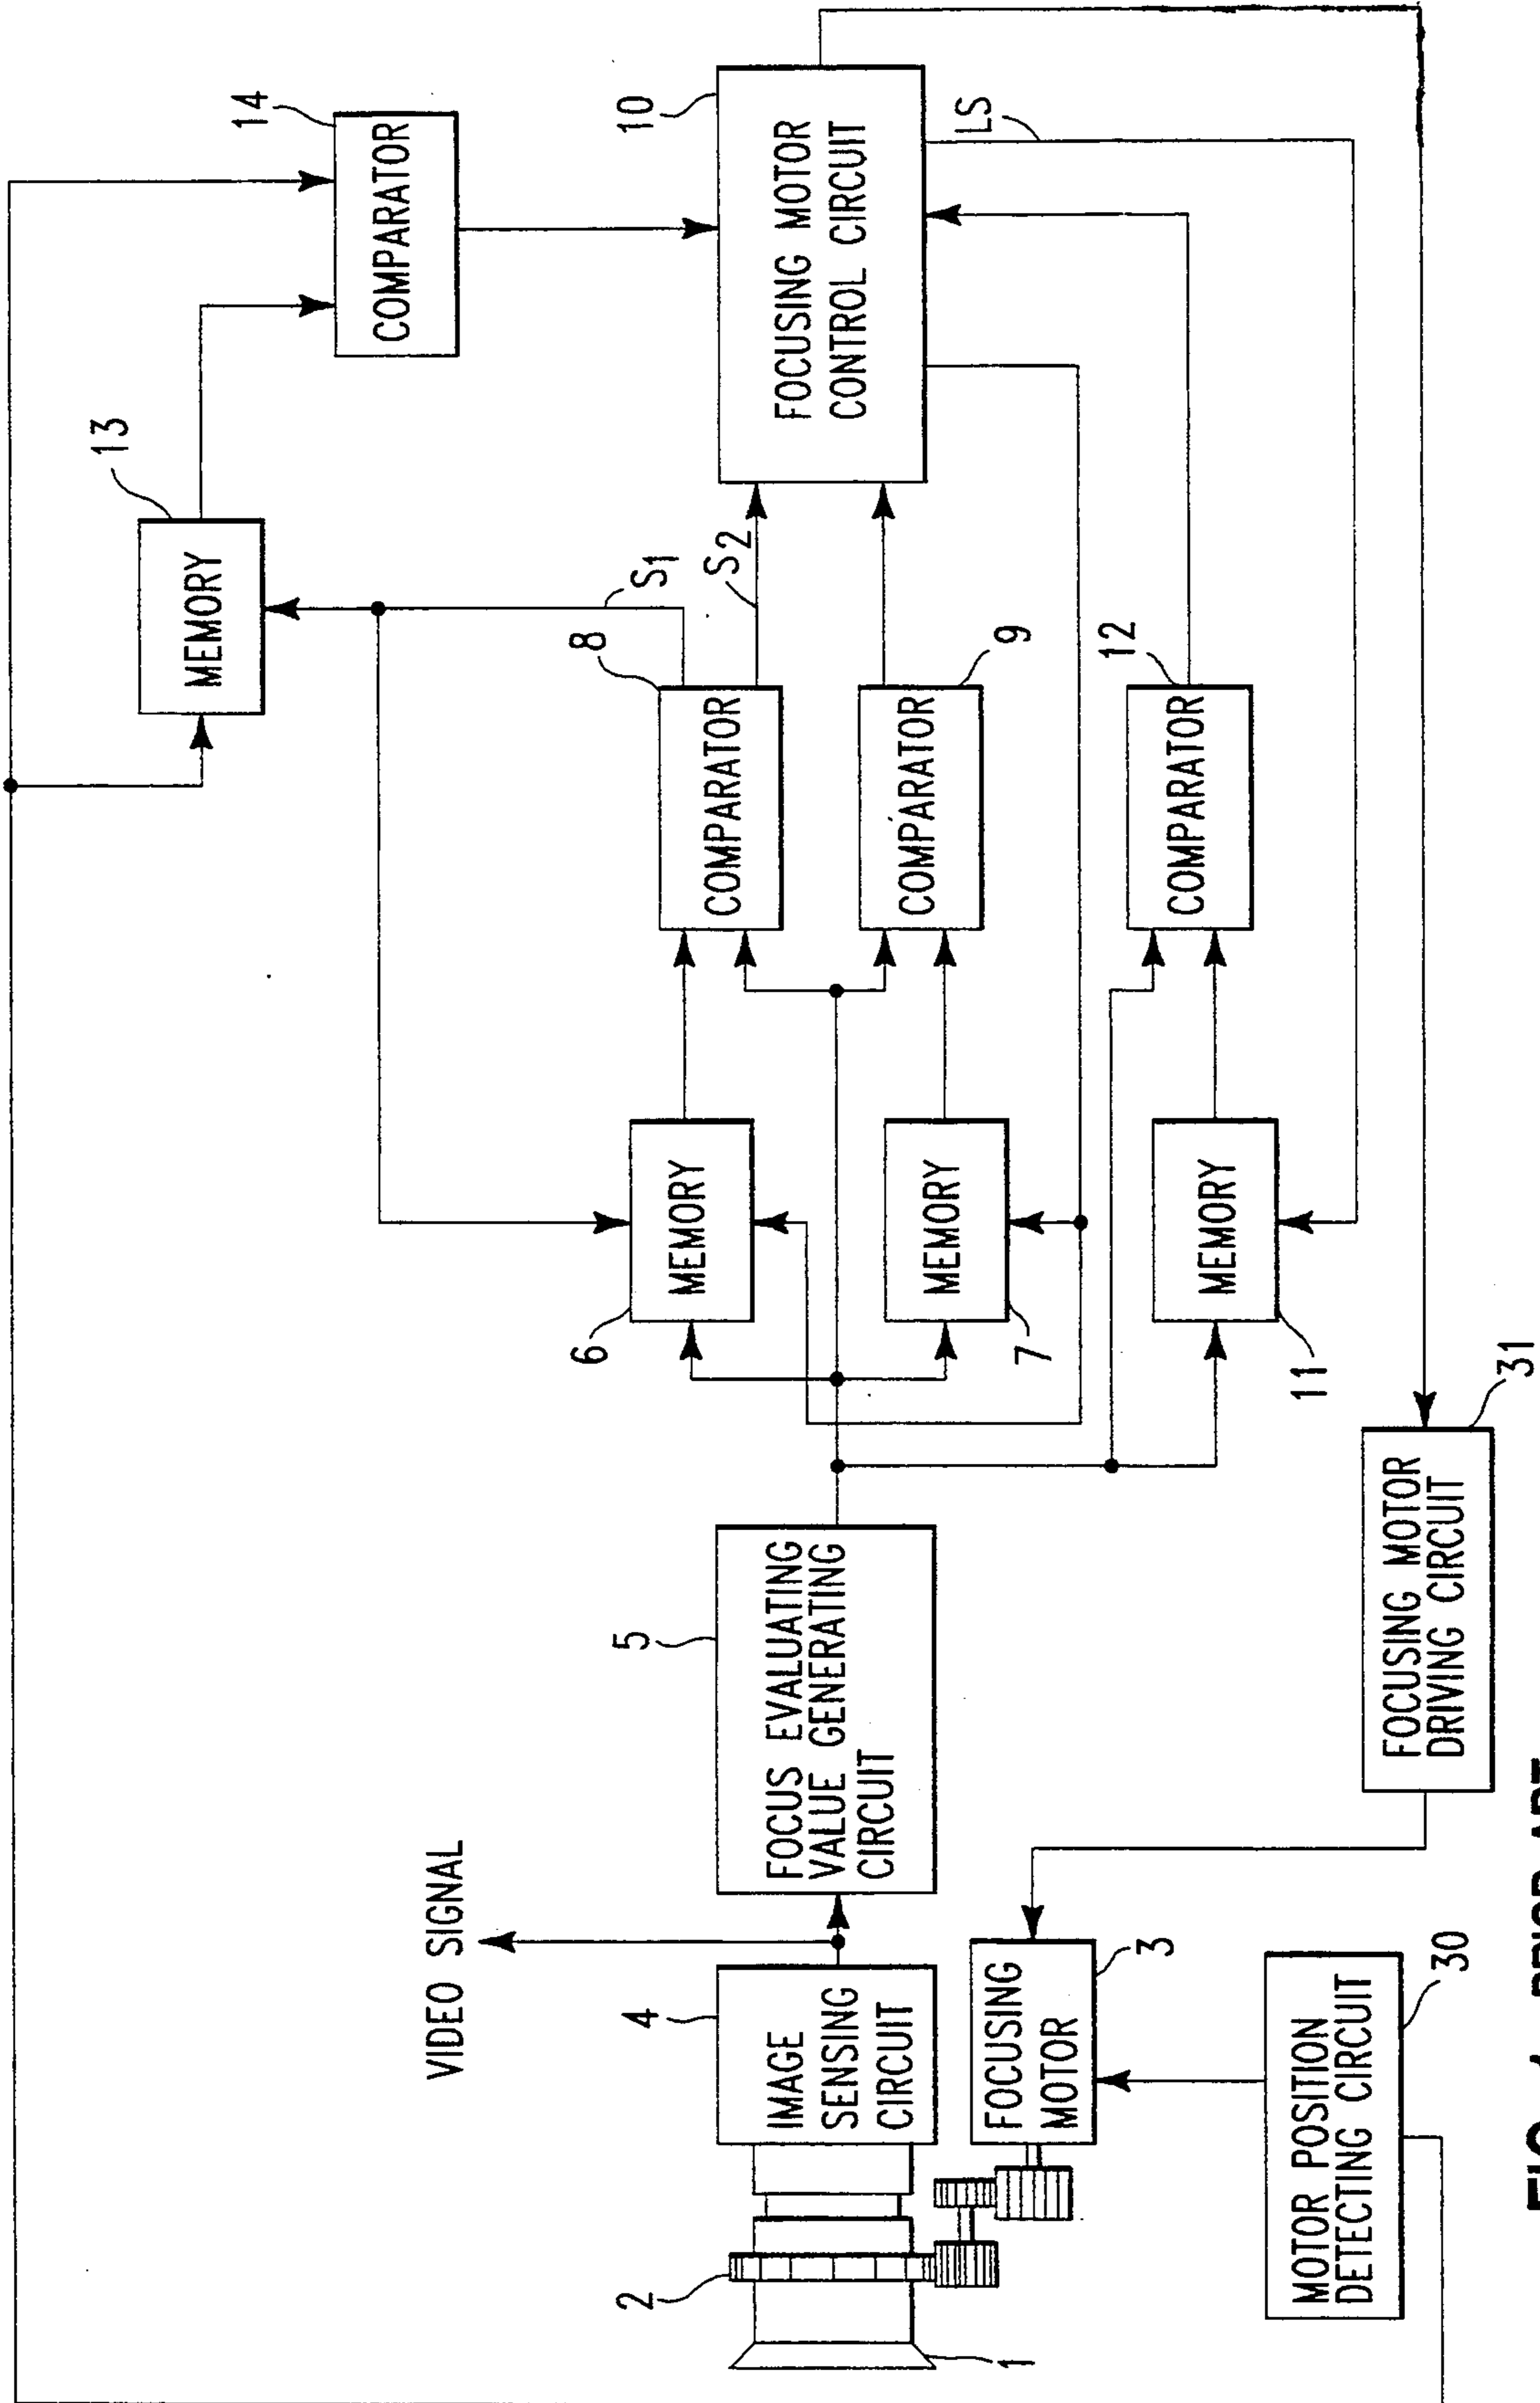 14
COMPARATOR
13
MEMORY
10
FOCUSING MOTOR
CONTROL CIRCUIT
LS
S1
S2
8
COMPARATOR
9
COMPARATOR
12
COMPARATOR
6
MEMORY
7
MEMORY
11
MEMORY
5
FOCUS EVALUATING
VALUE GENERATING
CIRCUIT
VIDEO SIGNAL
4
IMAGE
SENSING
CIRCUIT
2
1
FOCUSING
MOTOR
3
31
FOCUSING MOTOR
DRIVING CIRCUIT
MOTOR POSITION
DETECTING CIRCUIT
30